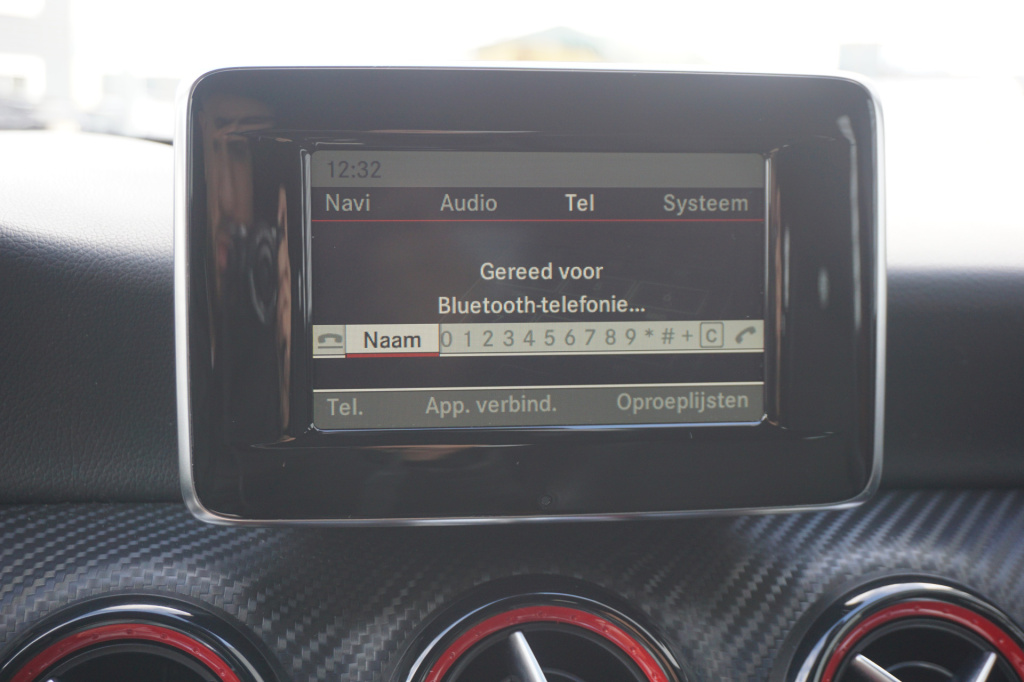 12:32
Navi Audio Tel Systeem
Gereed voor
Bluetooth-telefonie...
Naam 0 1 2 3 4 5 6 7 8 9 * # + C
Tel. App. verbind. Oproeplijsten